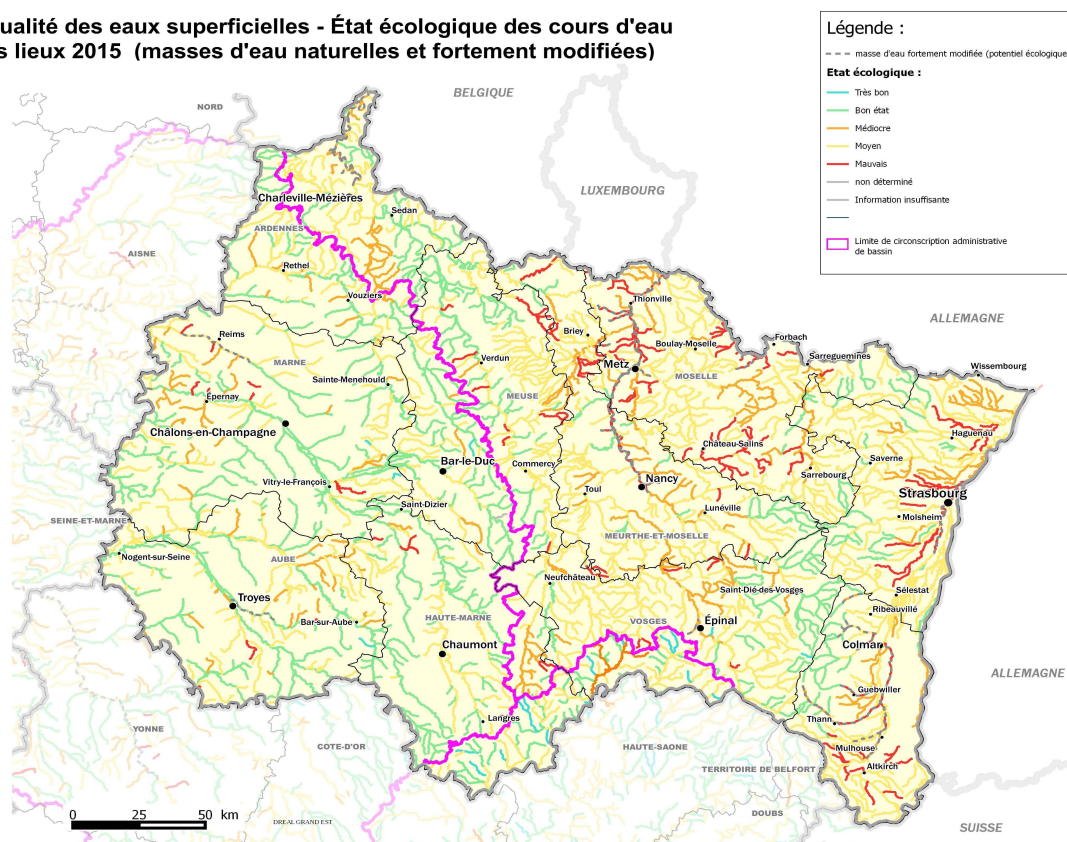 ualité des eaux superficielles - État écologique des cours d'eau
s lieux 2015 (masses d'eau naturelles et fortement modifiées)
Légende :
masse d'eau fortement modifiée (potentiel écologique
Etat écologique :
Très bon
Bon état
Médiocre
Moyen
Mauvais
non déterminé
Information insuffisante
Limite de circonscription administrative
de bassin
BELGIQUE
NORD
LUXEMBOURG
Charleville-Mézières
Sedan
ARDENNES
AISNE
Rethel
Vouziers
Thionville
ALLEMAGNE
Reims
Briey
Boulay-Moselle
Forbach
Sarreguemines
MARNE
Verdun
Metz
Wissembourg
Sainte-Menehould
MOSELLE
Épernay
MEUSE
Châlons-en-Champagne
Haguenau
Château-Salins
Bar-le-Duc
Commercy
Saverne
Sarrebourg
Vitry-le-François
Toul
Nancy
Strasbourg
Saint-Dizier
Lunéville
Molsheim
SEINE-ET-MARNE
MEURTHE-ET-MOSELLE
Nogent-sur-Seine
AUBE
Neufchâteau
Saint-Dié-des-Vosges
Sélestat
Troyes
Ribeauvillé
HAUTE-MARNE
VOSGES
Épinal
Bar-sur-Aube
Chaumont
Colmar
ALLEMAGNE
Guebwiller
Langres
Thann
YONNE
COTE-D'OR
HAUTE-SAONE
Mulhouse
TERRITOIRE DE BELFORT
Altkirch
0 25 50 km
DREAL GRAND EST
DOUBS
SUISSE